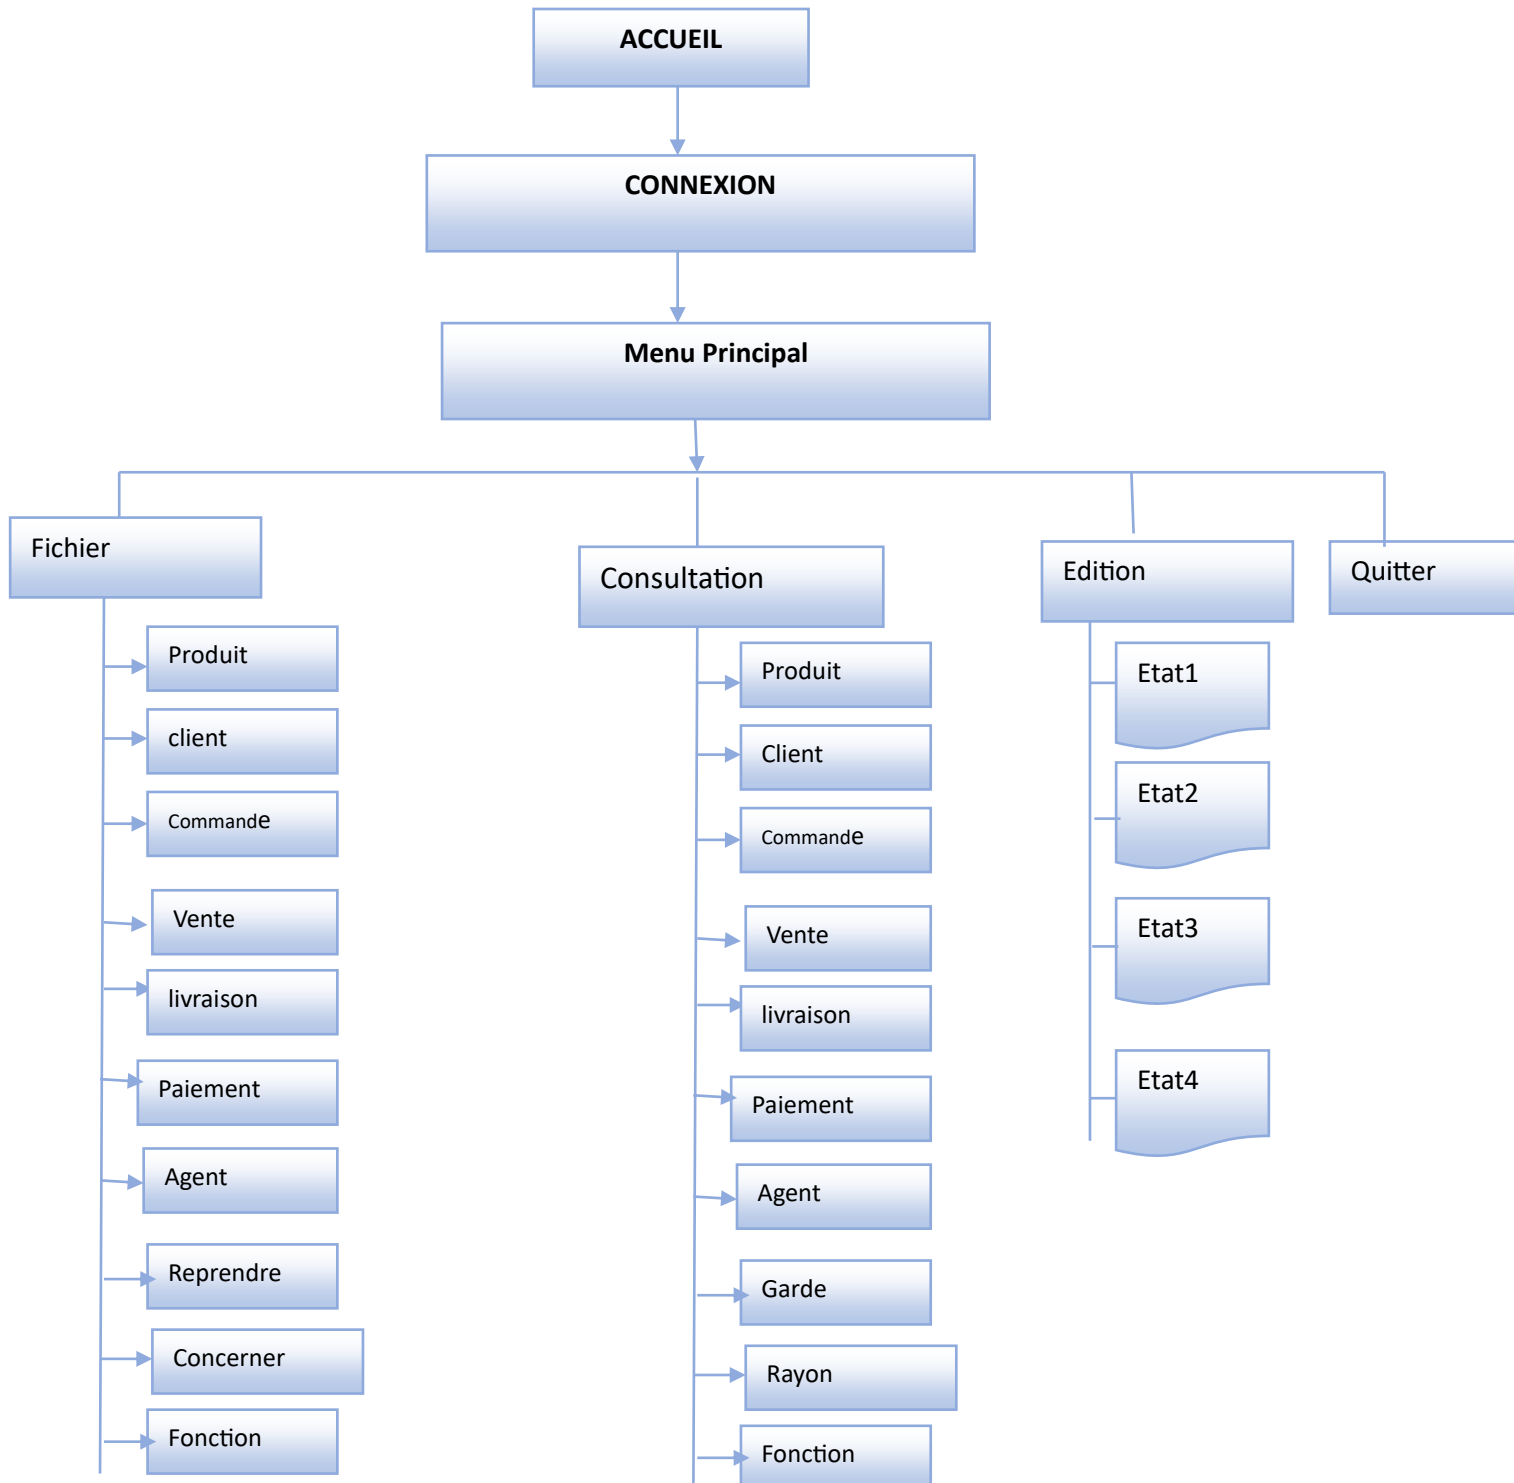 ACCUEIL
CONNEXION
Menu Principal
Fichier
Produit
client
Commande
Vente
livraison
Paiement
Agent
Reprendre
Concerner
Fonction
Consultation
Produit
Client
Commande
Vente
livraison
Paiement
Agent
Garde
Rayon
Fonction
Edition
Etat1
Etat2
Etat3
Etat4
Quitter